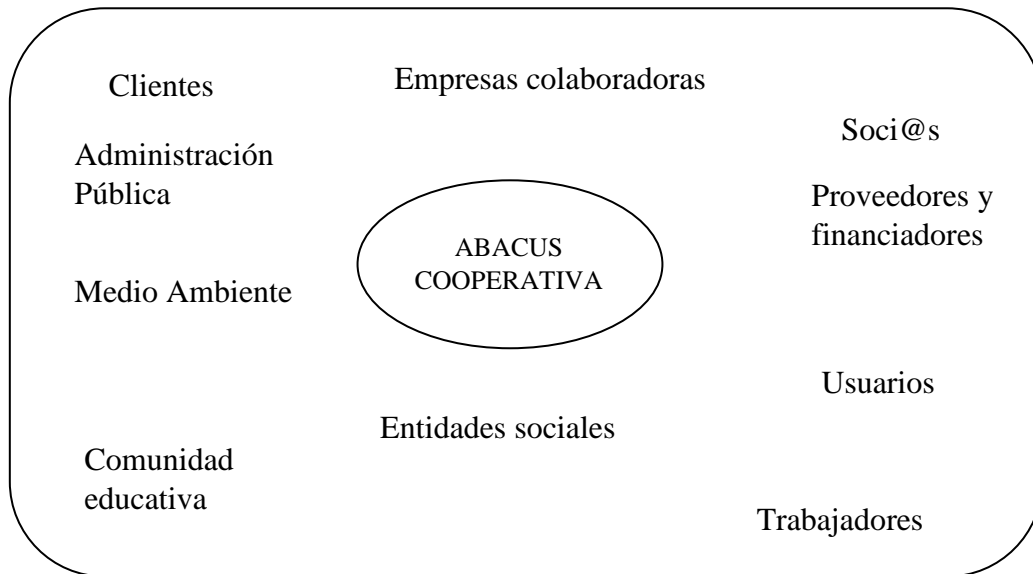 Clientes
Empresas colaboradoras
Soci@s
Administración
Pública
Proveedores y
financiadores
ABACUS
COOPERATIVA
Medio Ambiente
Usuarios
Entidades sociales
Comunidad
educativa
Trabajadores